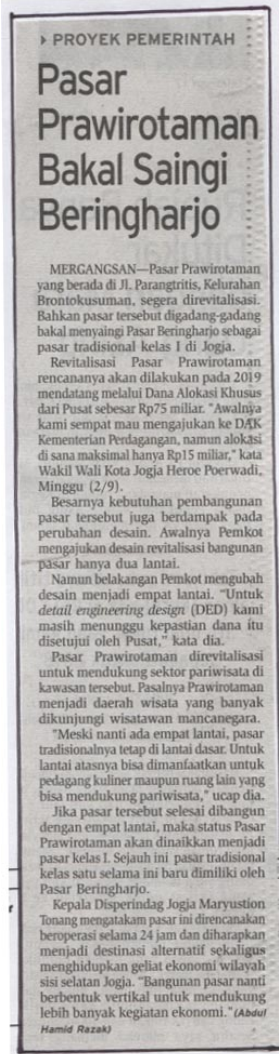 PROYEK PEMERINTAH
Pasar
Prawirotaman
Bakal Saingi
Beringharjo
MERGANGSAN—Pasar Prawirotaman
yang berada di Jl. Parangtritis, Kelurahan
Brontokusuman, segera direvitalisasi.
Bahkan pasar tersebut digadang-gadang
bakal menyaingi Pasar Beringharjo sebagai
pasar tradisional kelas I di Jogja.
Revitalisasi Pasar Prawirotaman
rencananya akan dilakukan pada 2019
mendatang melalui Dana Alokasi Khusus
dari Pusat sebesar Rp75 miliar. "Awalnya
kami sempat mau mengajukan ke DAK
Kementerian Perdagangan, namun alokasi
di sana maksimal hanya Rp15 miliar," kata
Wakil Wali Kota Jogja Heroe Poerwadi,
Minggu (2/9).
Besarnya kebutuhan pembangunan
pasar tersebut juga berdampak pada
perubahan desain. Awalnya Pemkot
mengajukan desain revitalisasi bangunan
pasar hanya dua lantai.
Namun belakangan Pemkot mengubah
desain menjadi empat lantai. "Untuk
detail engineering design (DED) kami
masih menunggu kepastian dana itu
disetujui oleh Pusat," kata dia.
Pasar Prawirotaman direvitalisasi
untuk mendukung sektor pariwisata di
kawasan tersebut. Pasalnya Prawirotaman
menjadi daerah wisata yang banyak
dikunjungi wisatawan mancanegara.
"Meski nanti ada empat lantai, pasar
tradisionalnya tetap di lantai dasar. Untuk
lantai atasnya bisa dimanfaatkan untuk
pedagang kuliner maupun ruang lain yang
bisa mendukung pariwisata," ucap dia.
Jika pasar tersebut selesai dibangun
dengan empat lantai, maka status Pasar
Prawirotaman akan dinaikkan menjadi
pasar kelas I. Sejauh ini pasar tradisional
kelas satu selama ini baru dimiliki oleh
Pasar Beringharjo.
Kepala Disperindag Jogja Maryustion
Tonang mengatakam pasar ini direncanakan
beroperasi selama 24 jam dan diharapkan
menjadi destinasi alternatif sekaligus
menghidupkan geliat ekonomi wilayah
sisi selatan Jogja. "Bangunan pasar nanti
berbentuk vertikal untuk mendukung
lebih banyak kegiatan ekonomi." (Abdul
Hamid Razak)